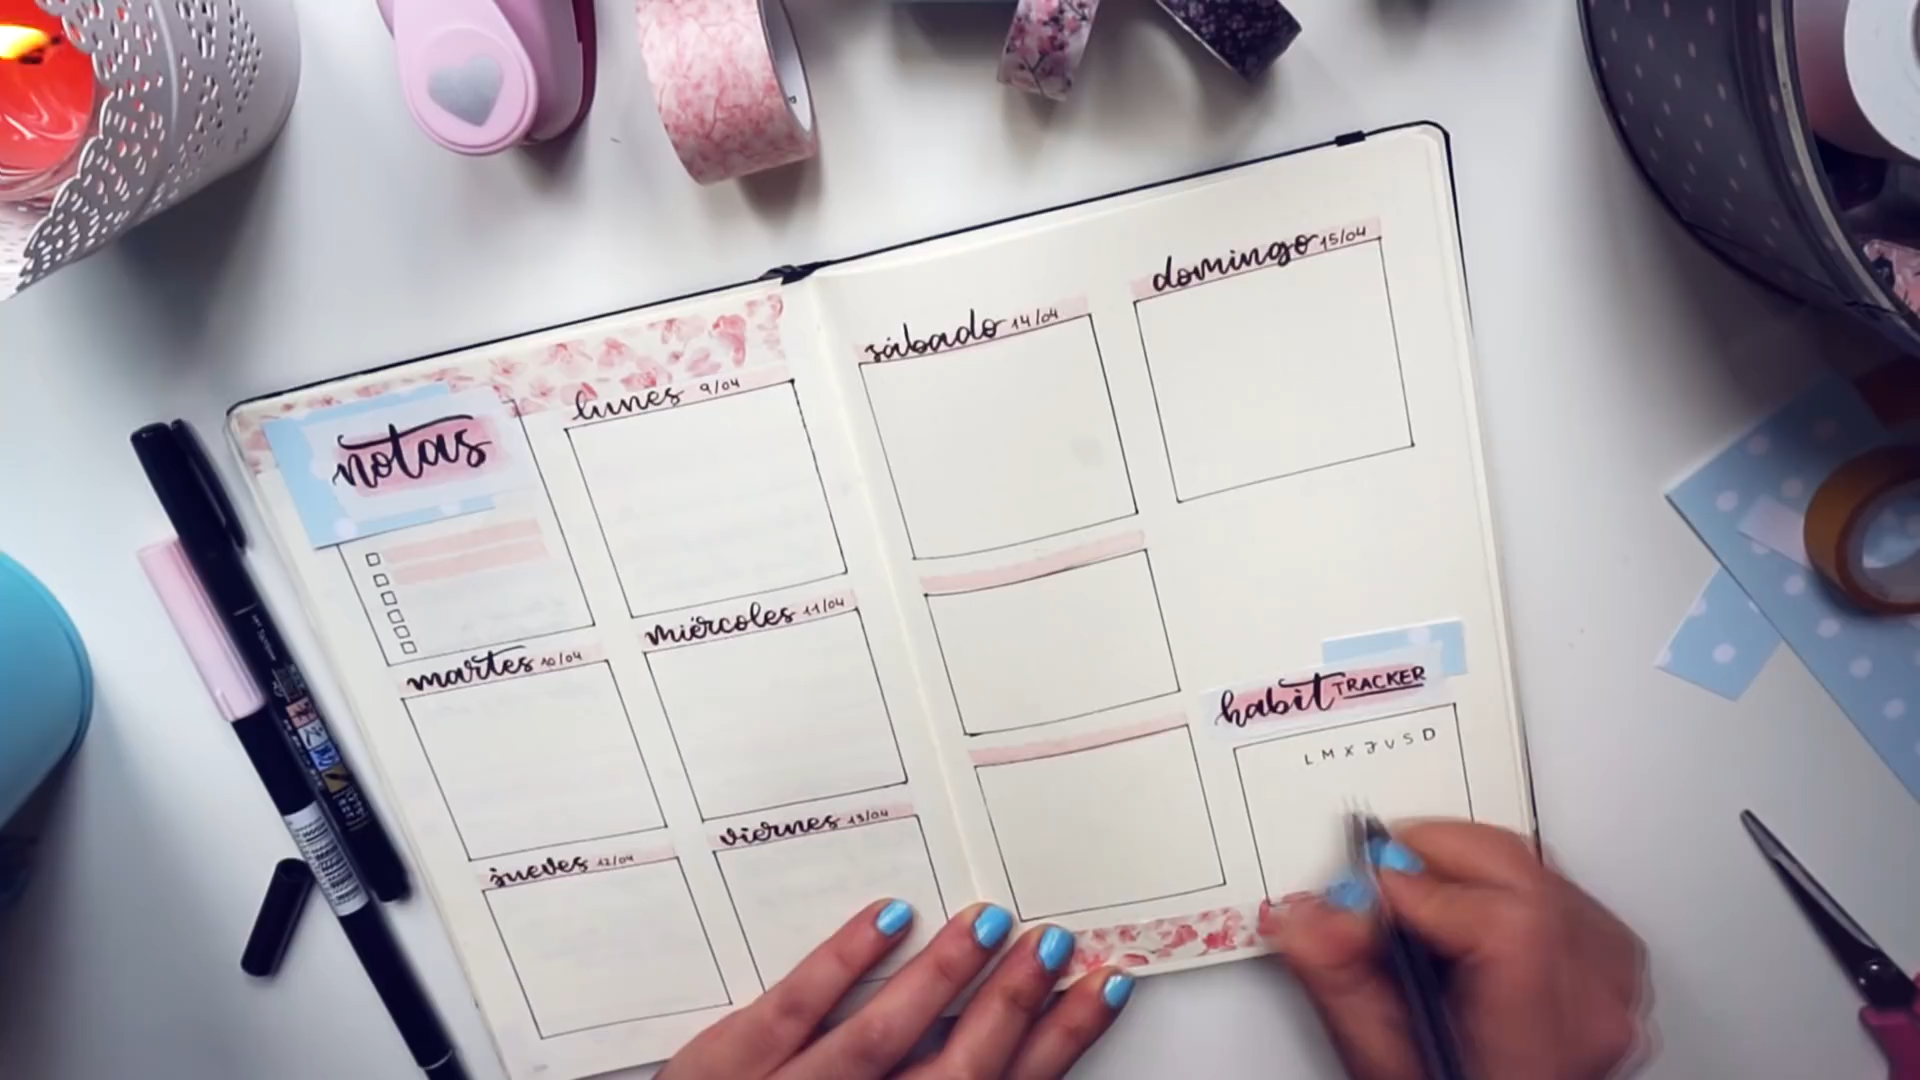 notas
lunes 9/04
martes 10/04
miércoles 11/04
jueves 12/04
viernes 13/04
sábado 14/04
domingo 15/04
habit TRACKER
L M X J V S D